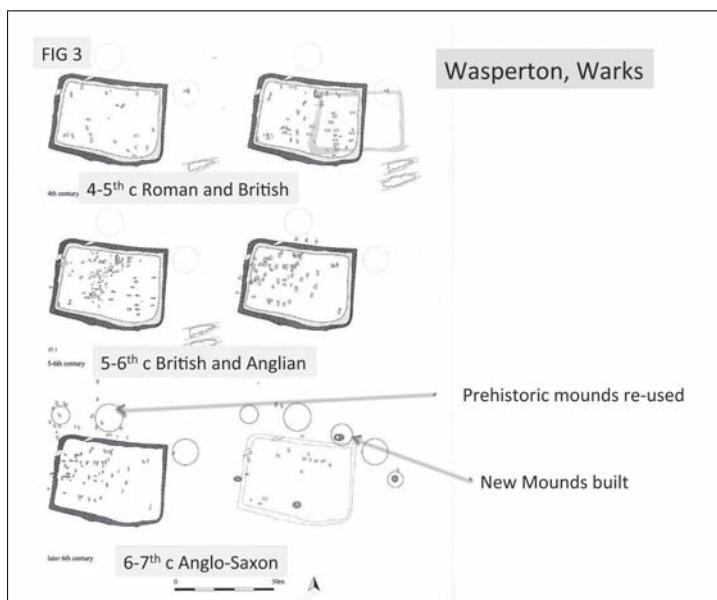 FIG 3
Wasperton, Warks
4th century
4-5th c Roman and British
5-6th century
5-6th c British and Anglian
Prehistoric mounds re-used
New Mounds built
later 6th century
6-7th c Anglo-Saxon
0 50m